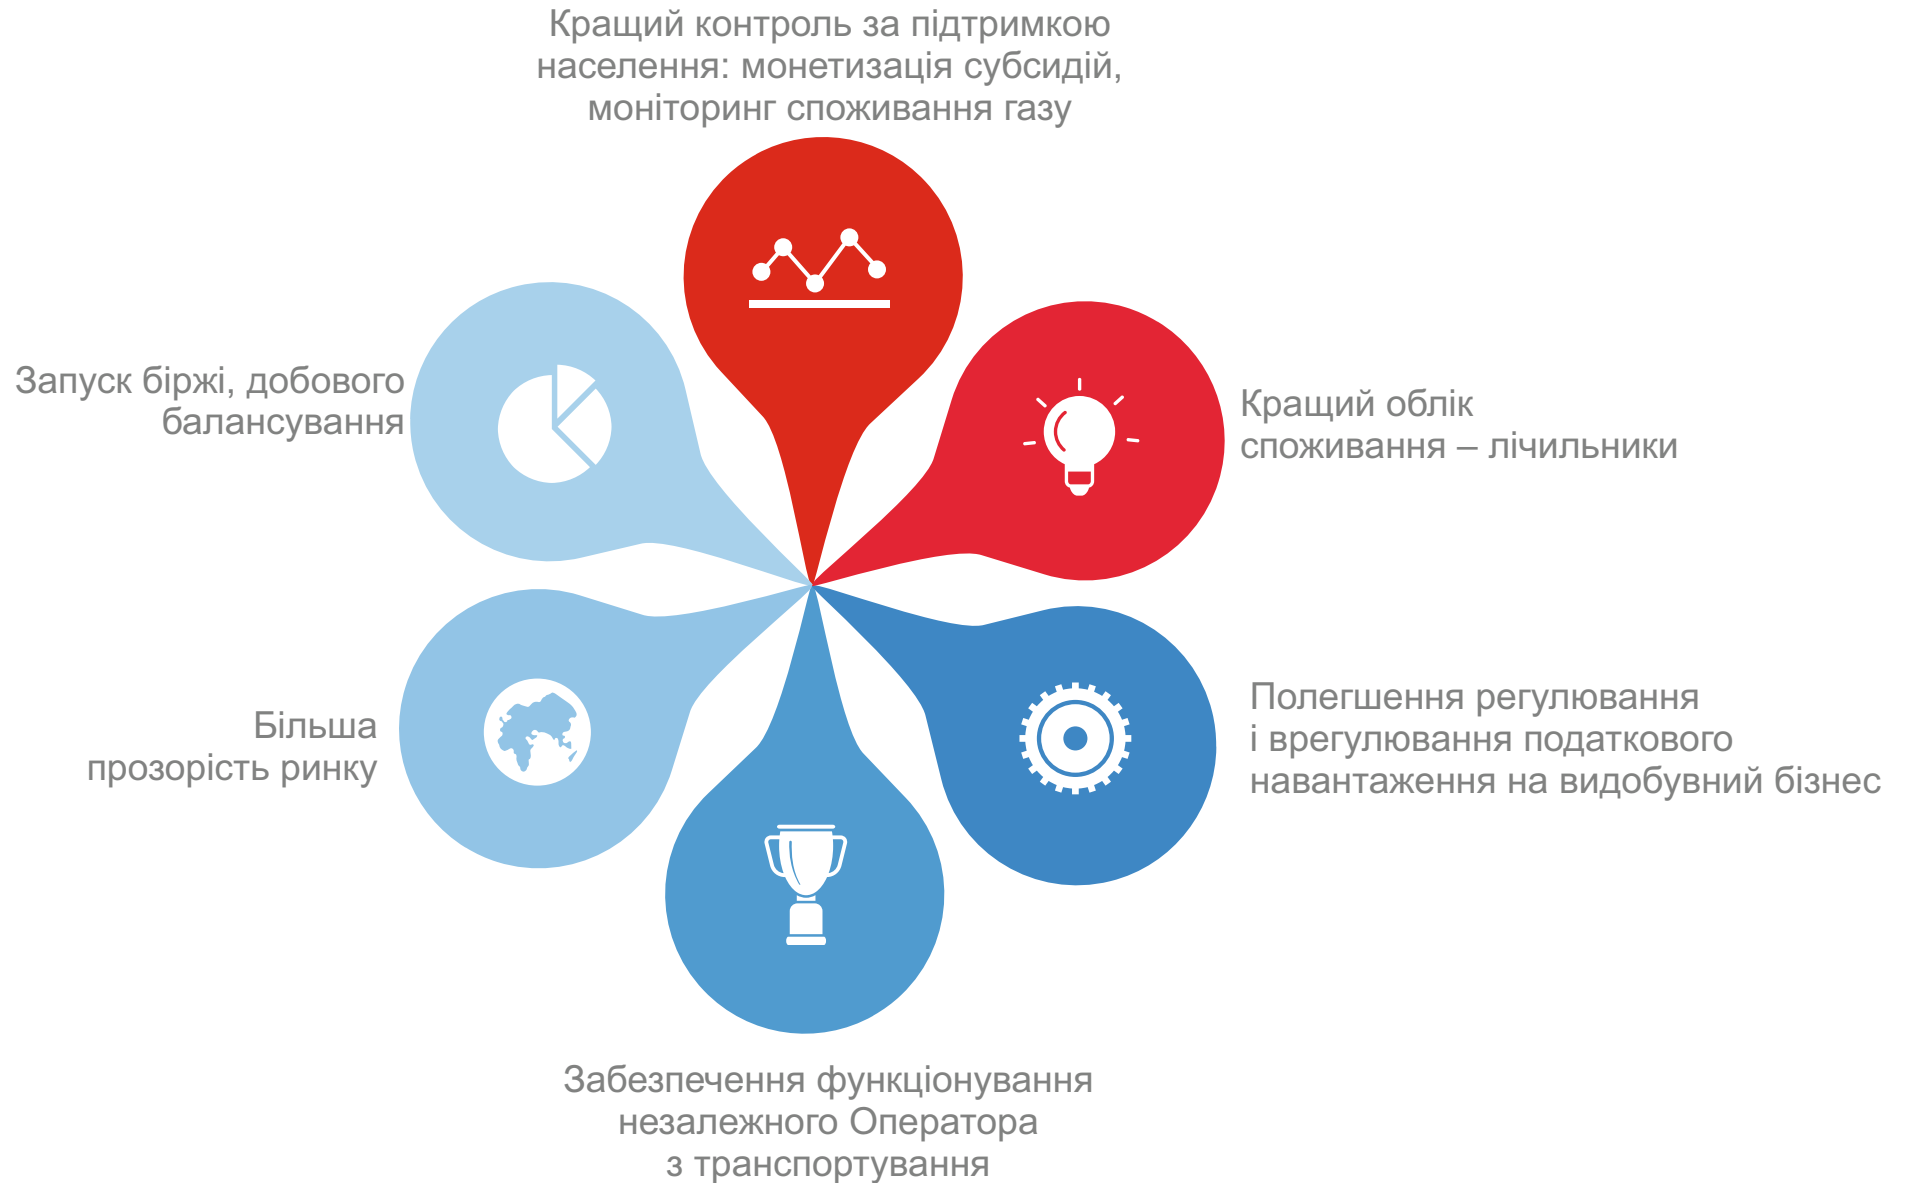 Кращий контроль за підтримкою
населення: монетизація субсидій,
моніторинг споживання газу
Запуск біржі, добового
балансування
Кращий облік
споживання – лічильники
Більша
прозорість ринку
Полегшення регулювання
і врегулювання податкового
навантаження на видобувний бізнес
Забезпечення функціонування
незалежного Оператора
з транспортування